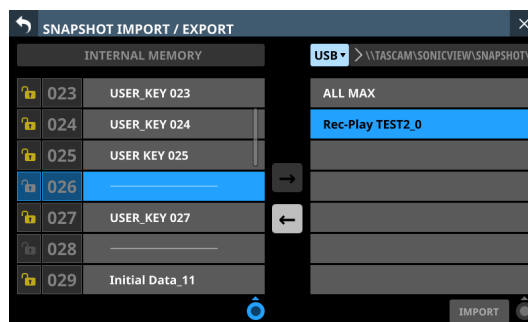 SNAPSHOT IMPORT / EXPORT
INTERNAL MEMORY
USB \\TASCAM\SONICVIEW\SNAPSHOT\
023 USER_KEY 023
024 USER_KEY 024
025 USER KEY 025
026
027 USER_KEY 027
028
029 Initial Data_11
ALL MAX
Rec-Play TEST2_0
IMPORT